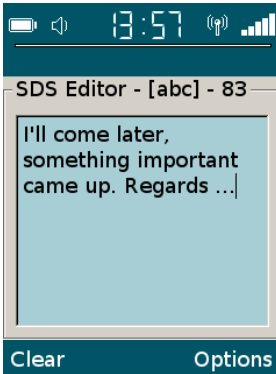 13:57
SDS Editor - [abc] - 83
I'll come later,
something important
came up. Regards ...
Clear Options